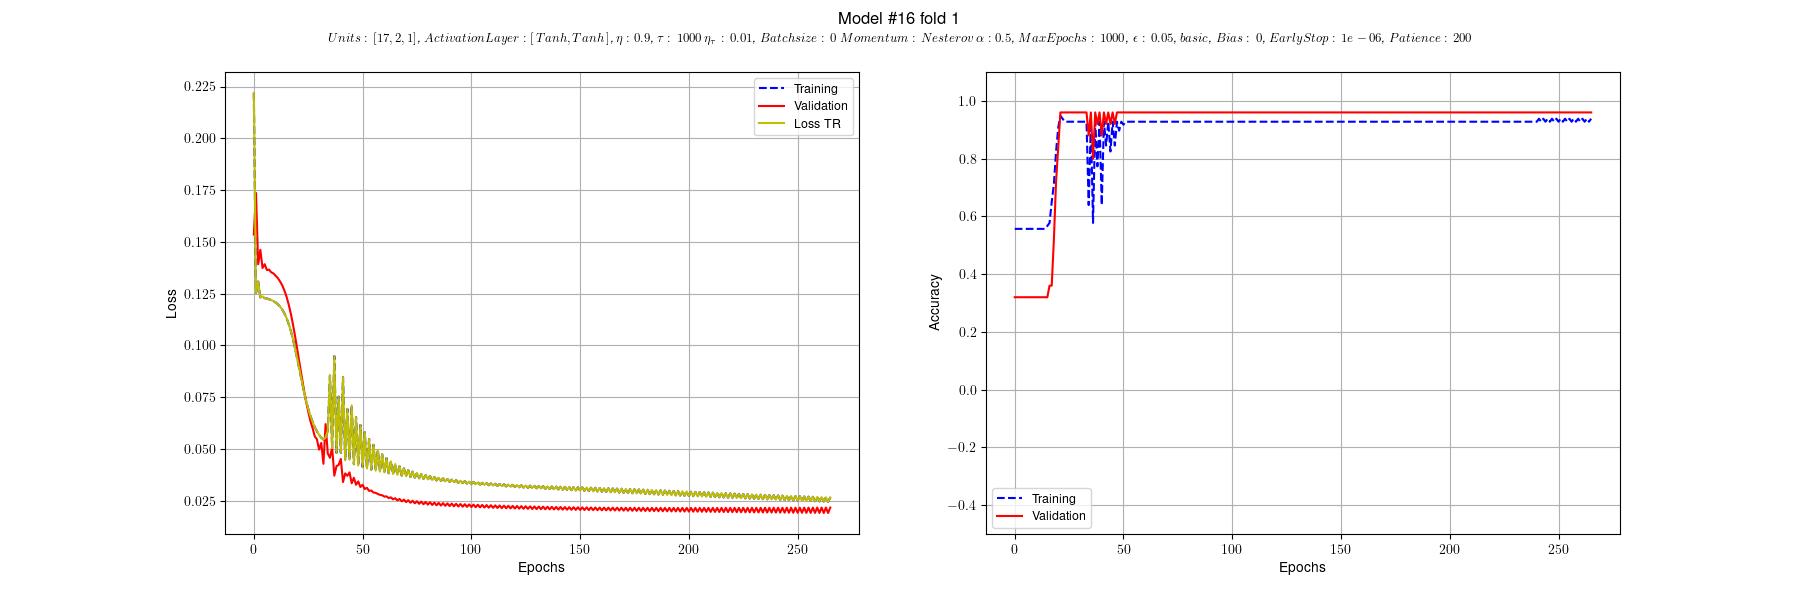 Model #16 fold 1
Units : [17, 2, 1], ActivationLayer : [Tanh, Tanh], η : 0.9, τ : 1000 η_τ : 0.01, Batchsize : 0 Momentum : Nesterov α : 0.5, MaxEpochs : 1000, ϵ : 0.05, basic, Bias : 0, EarlyStop : 1e − 06, Patience : 200
0.225
0.200
0.175
0.150
0.125
0.100
0.075
0.050
0.025
Loss
Training
Validation
Loss TR
0 50 100 150 200 250
Epochs
1.0
0.8
0.6
0.4
0.2
0.0
−0.2
−0.4
Accuracy
Training
Validation
0 50 100 150 200 250
Epochs